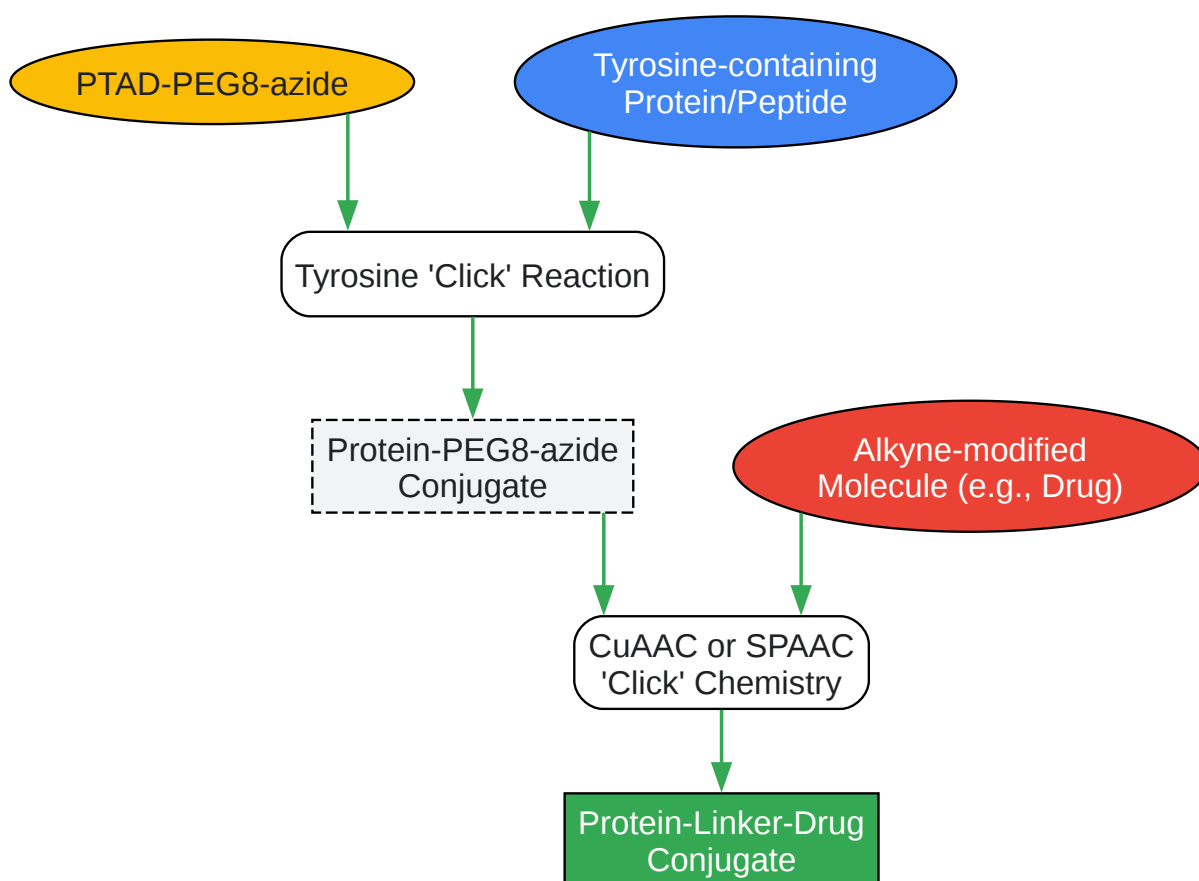 PTAD-PEG8-azide
Tyrosine-containing
Protein/Peptide
Tyrosine 'Click' Reaction
Protein-PEG8-azide
Conjugate
Alkyne-modified
Molecule (e.g., Drug)
CuAAC or SPAAC
'Click' Chemistry
Protein-Linker-Drug
Conjugate